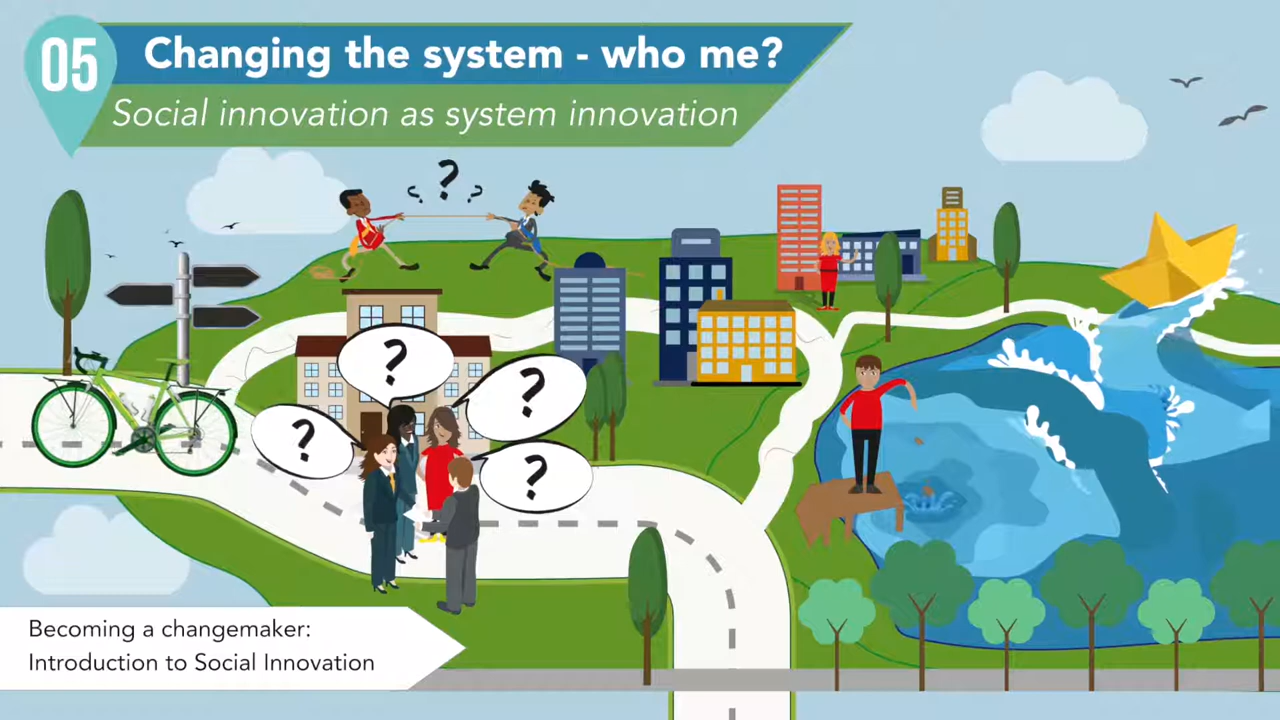 05
Changing the system - who me?
Social innovation as system innovation
? ? ?
?
?
?
?
Becoming a changemaker:
Introduction to Social Innovation